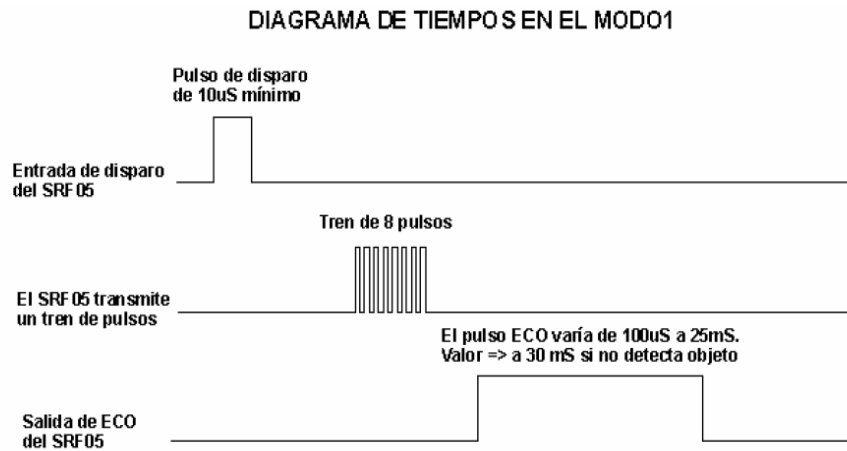 DIAGRAMA DE TIEMPOS EN EL MODO1
Pulso de disparo
de 10uS mínimo
Entrada de disparo
del SRF05
Tren de 8 pulsos
El SRF05 transmite
un tren de pulsos
El pulso ECO varía de 100uS a 25mS.
Valor => a 30 mS si no detecta objeto
Salida de ECO
del SRF05